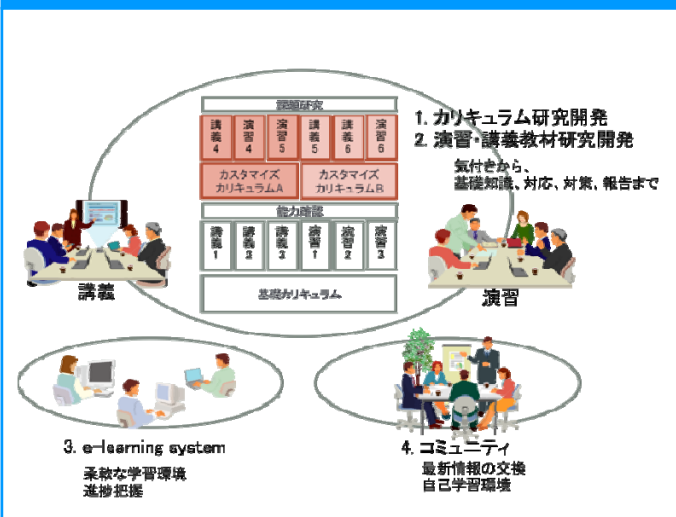 課題研究
講義4 演習4 演習5 講義5 講義6 演習6
カスタマイズ
カリキュラムA
カスタマイズ
カリキュラムB
能力確認
講義1 講義2 講義3 演習1 演習2 演習3
基礎カリキュラム
講義
演習
1. カリキュラム研究開発
2. 演習・講義教材研究開発
気付きから、
基礎知識、対応、対策、報告まで
3. e-learning system
柔軟な学習環境
進捗把握
4. コミュニティ
最新情報の交換
自己学習環境